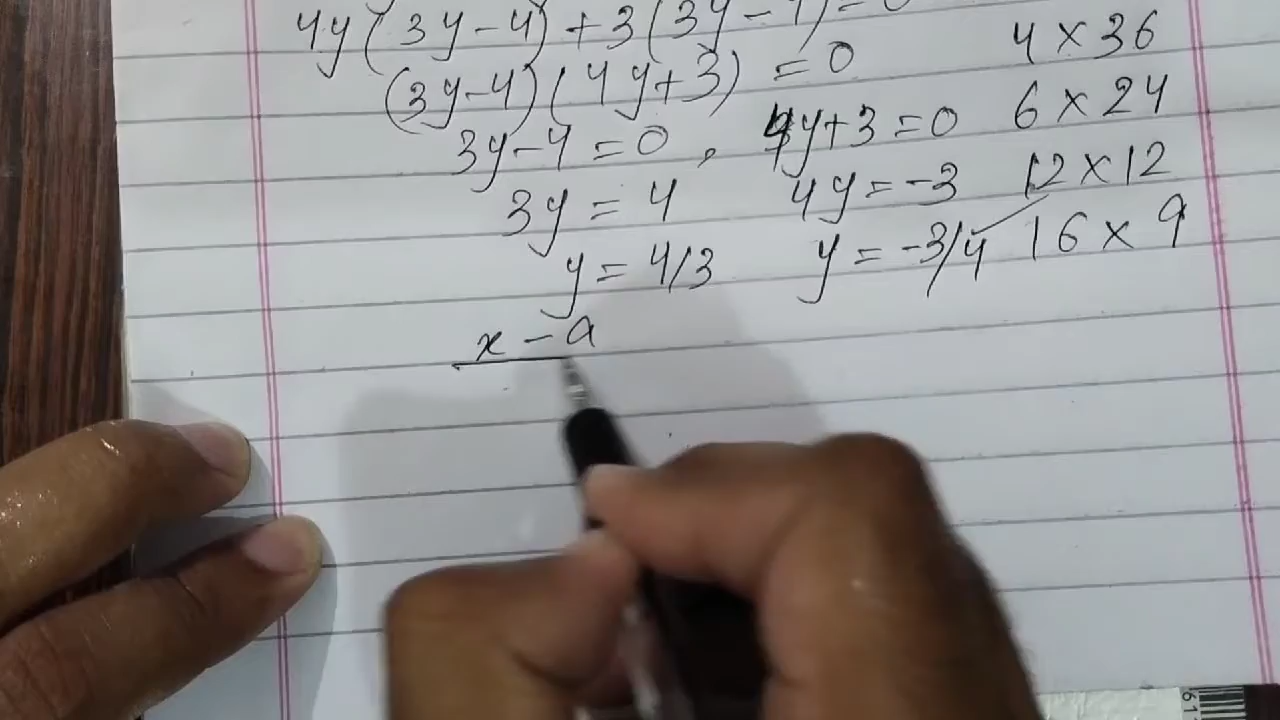 4y(3y-4)+3(3y-4)=0
4×36
(3y-4)(4y+3)=0
6×24
3y-4=0, 4y+3=0
12×12
3y=4 4y=-3
16×9
y=4/3 y=-3/4
x-a
61